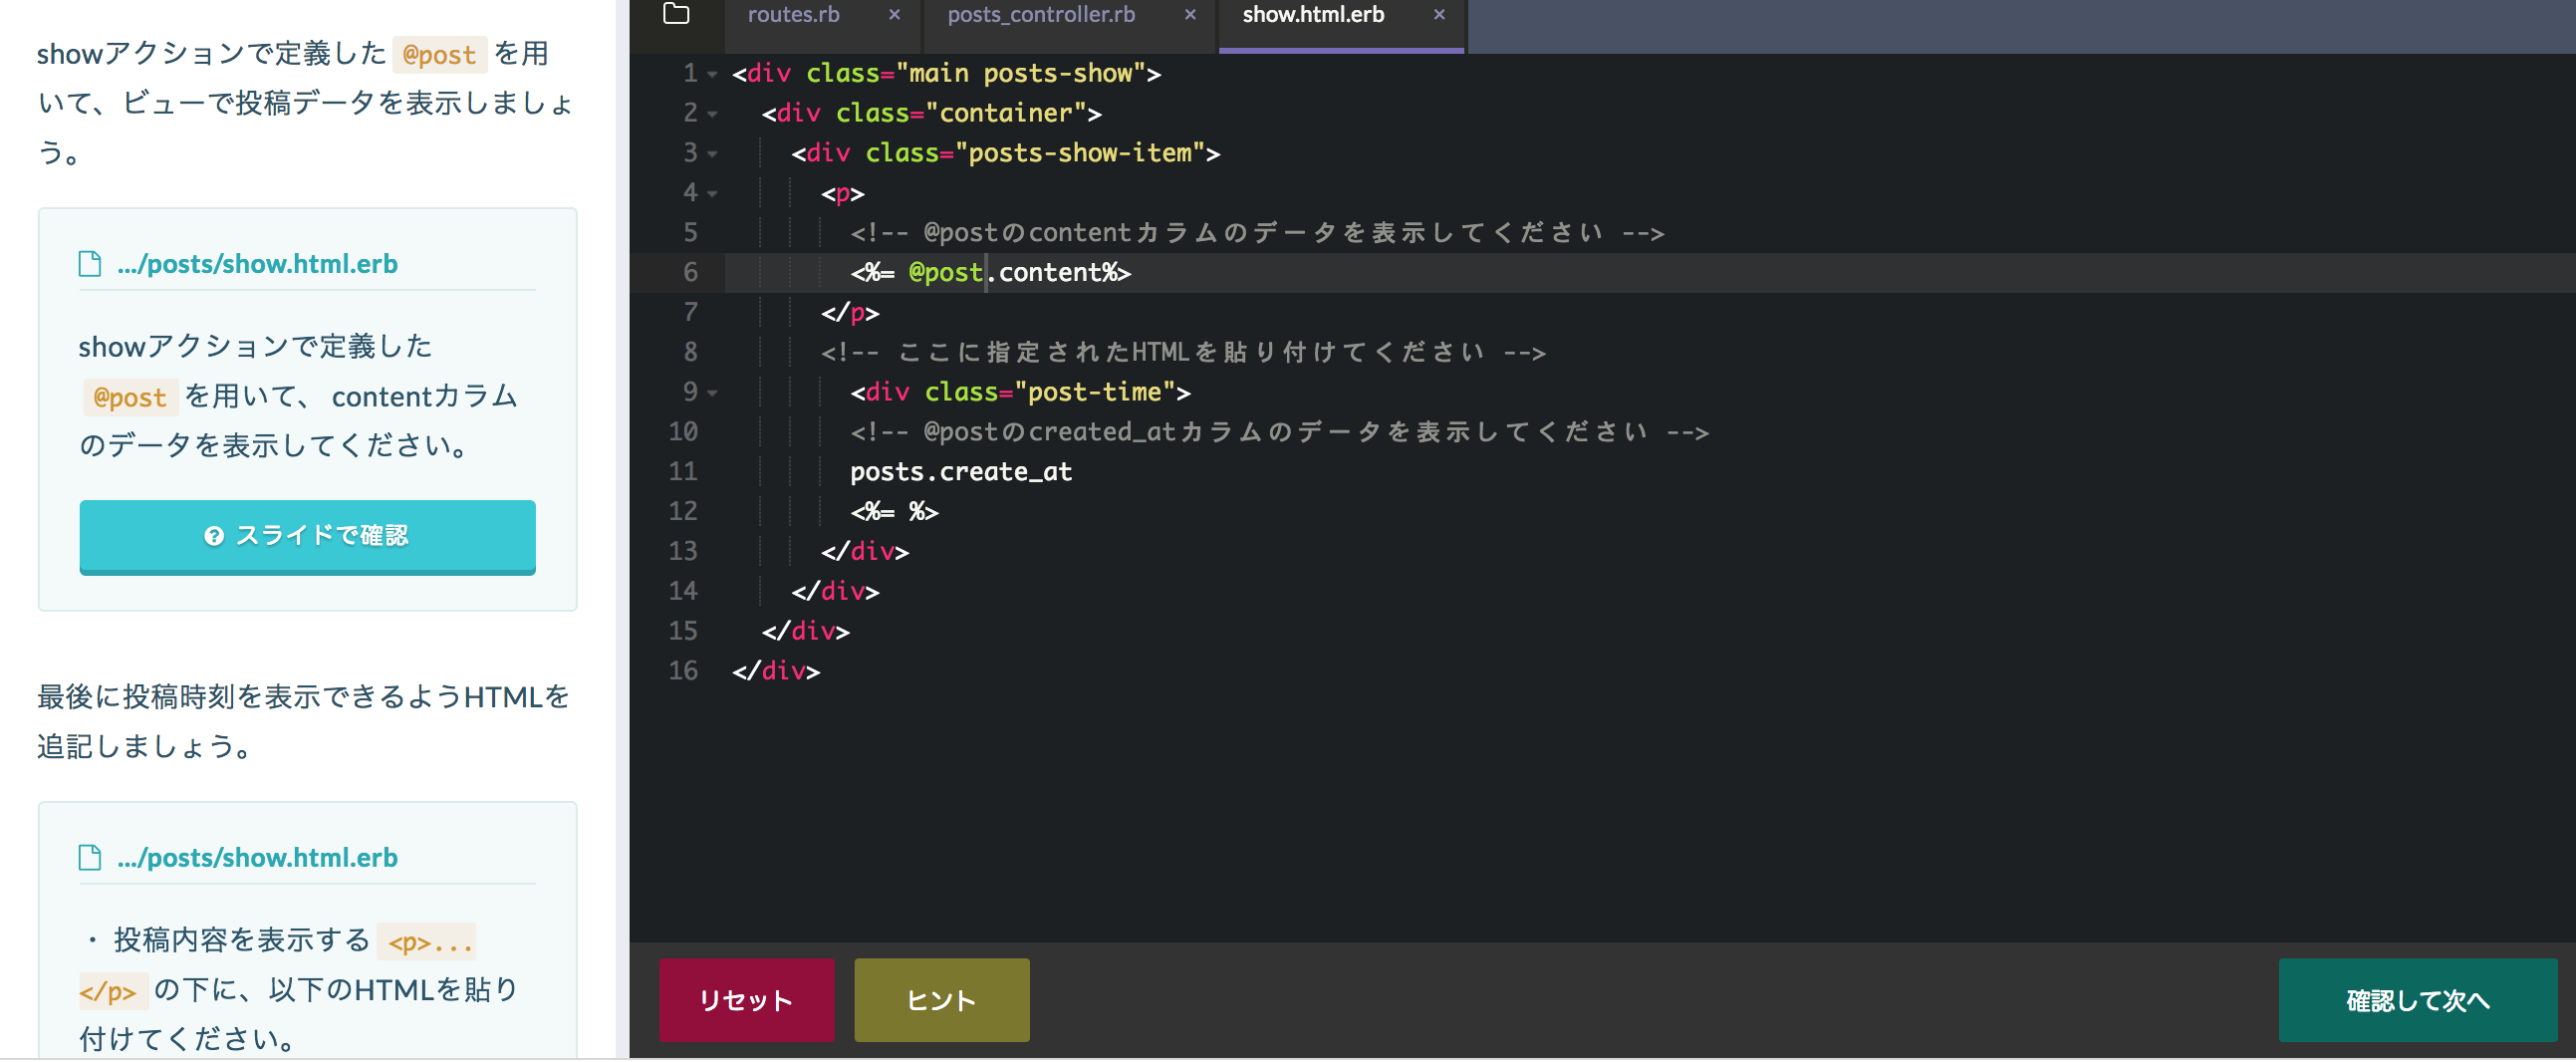 showアクションで定義した @post を用
いて、ビューで投稿データを表示しましょ
う。
.../posts/show.html.erb
showアクションで定義した
@post を用いて、 contentカラム
のデータを表示してください。
スライドで確認
最後に投稿時刻を表示できるようHTMLを
追記しましょう。
.../posts/show.html.erb
・ 投稿内容を表示する <p>...
</p> の下に、以下のHTMLを貼り
付けてください。
routes.rb × posts_controller.rb × show.html.erb ×
1 <div class="main posts-show">
2 <div class="container">
3 <div class="posts-show-item">
4 <p>
5 <!-- @postのcontentカラムのデータを表示してください -->
6 <%= @post.content%>
7 </p>
8 <!-- ここに指定されたHTMLを貼り付けてください -->
9 <div class="post-time">
10 <!-- @postのcreated_atカラムのデータを表示してください -->
11 posts.create_at
12 <%= %>
13 </div>
14 </div>
15 </div>
16 </div>
リセット ヒント 確認して次へ